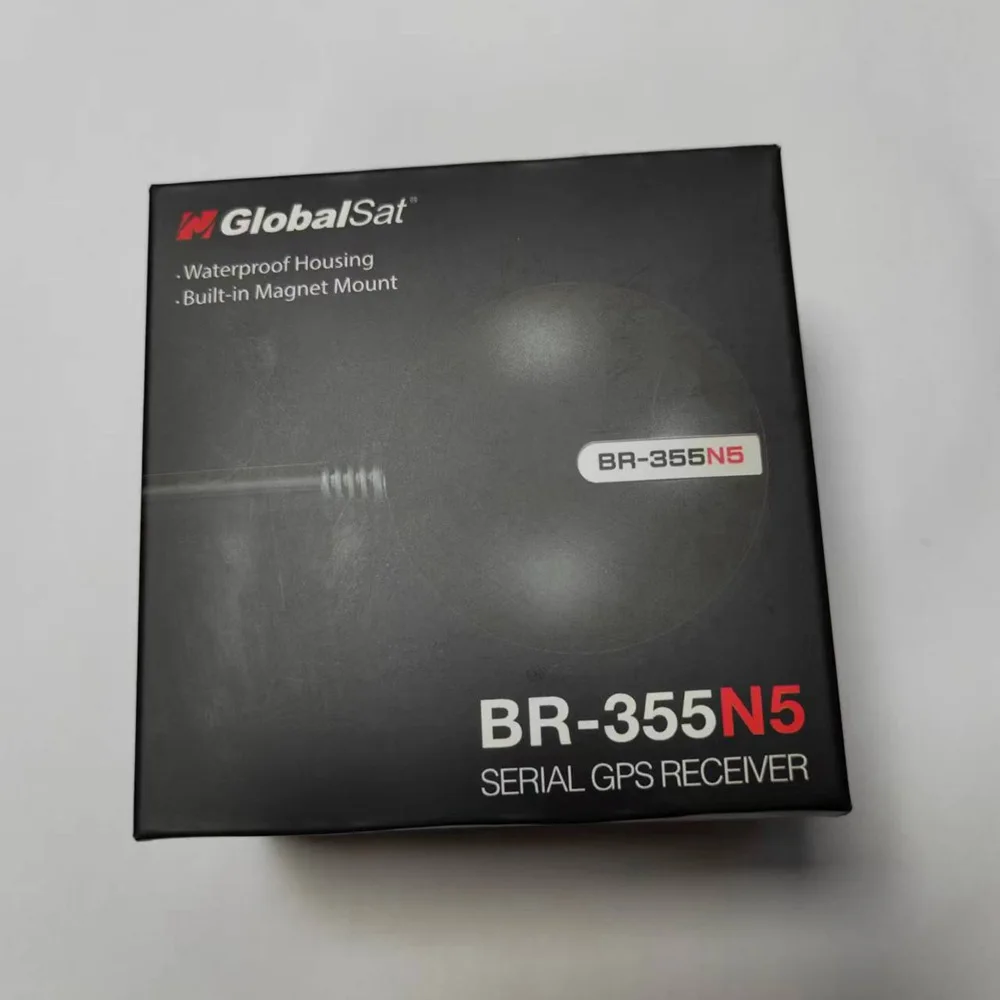 GlobalSat®
.Waterproof Housing
.Built-in Magnet Mount
BR-355N5
BR-355N5
SERIAL GPS RECEIVER